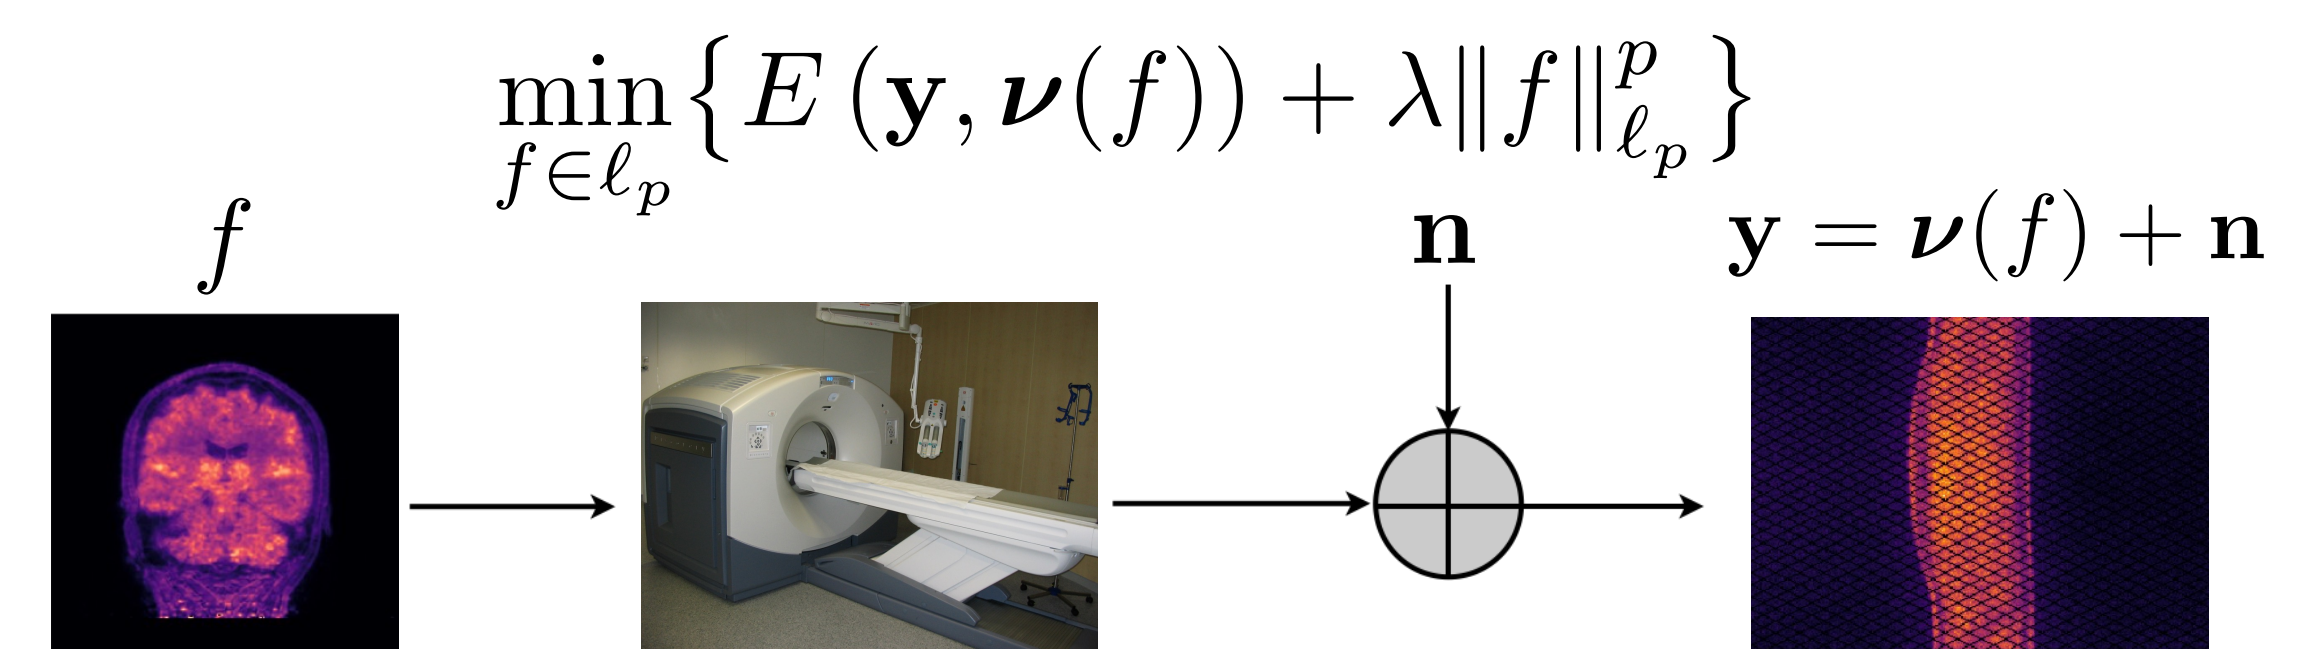 min_{f∈ℓ_p} { E (𝐲, 𝛎(f)) + λ‖f‖^p_{ℓ_p} }
f
𝐧
𝐲 = 𝛎(f) + 𝐧